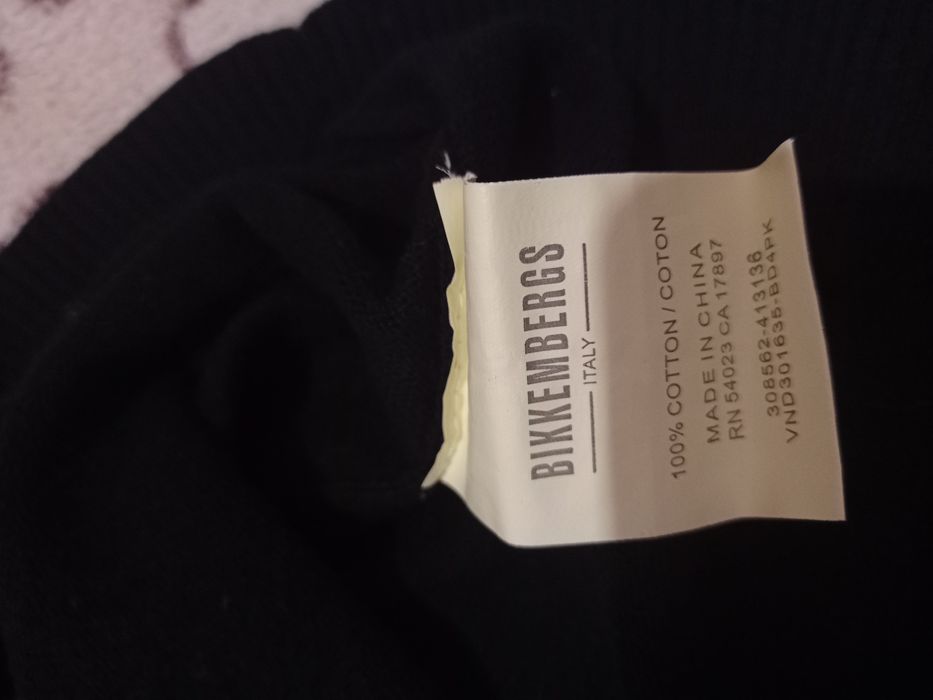 BIKKEMBERGS
ITALY
100% COTTON / COTON
MADE IN CHINA
RN 54023 CA 17897
308562-413136
VND301635-BD4PK